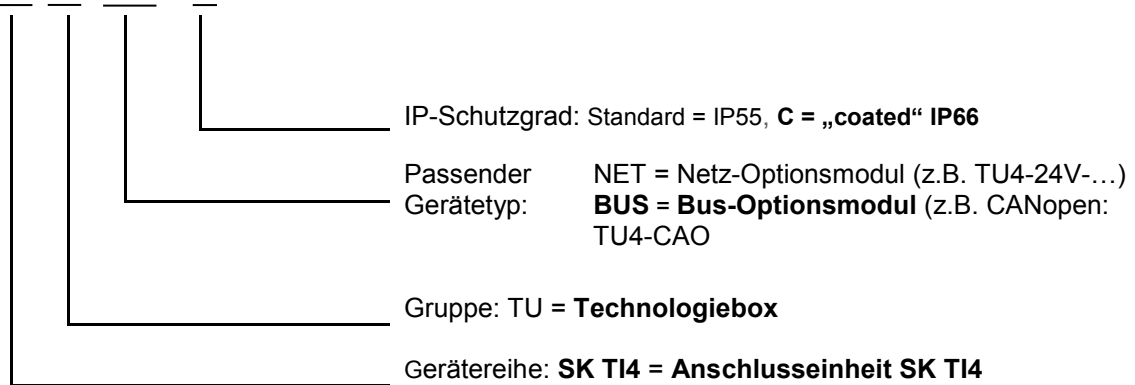 IP-Schutzgrad: Standard = IP55, C = „coated“ IP66
Passender NET = Netz-Optionsmodul (z.B. TU4-24V-…)
Gerätetyp: BUS = Bus-Optionsmodul (z.B. CANopen:
TU4-CAO
Gruppe: TU = Technologiebox
Gerätereihe: SK TI4 = Anschlusseinheit SK TI4